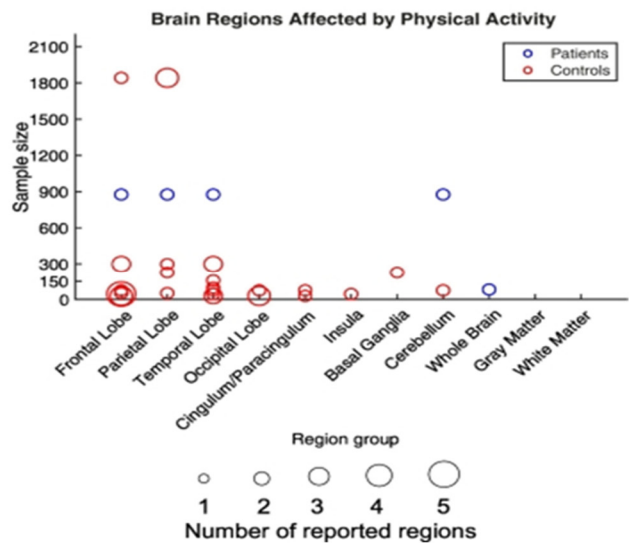 Brain Regions Affected by Physical Activity
Patients
Controls
Sample size
2100
1800
1500
1200
900
600
300
150
0
Frontal Lobe
Parietal Lobe
Temporal Lobe
Occipital Lobe
Cingulum/Paracingulum
Insula
Basal Ganglia
Cerebellum
Whole Brain
Gray Matter
White Matter
Region group
1 2 3 4 5
Number of reported regions